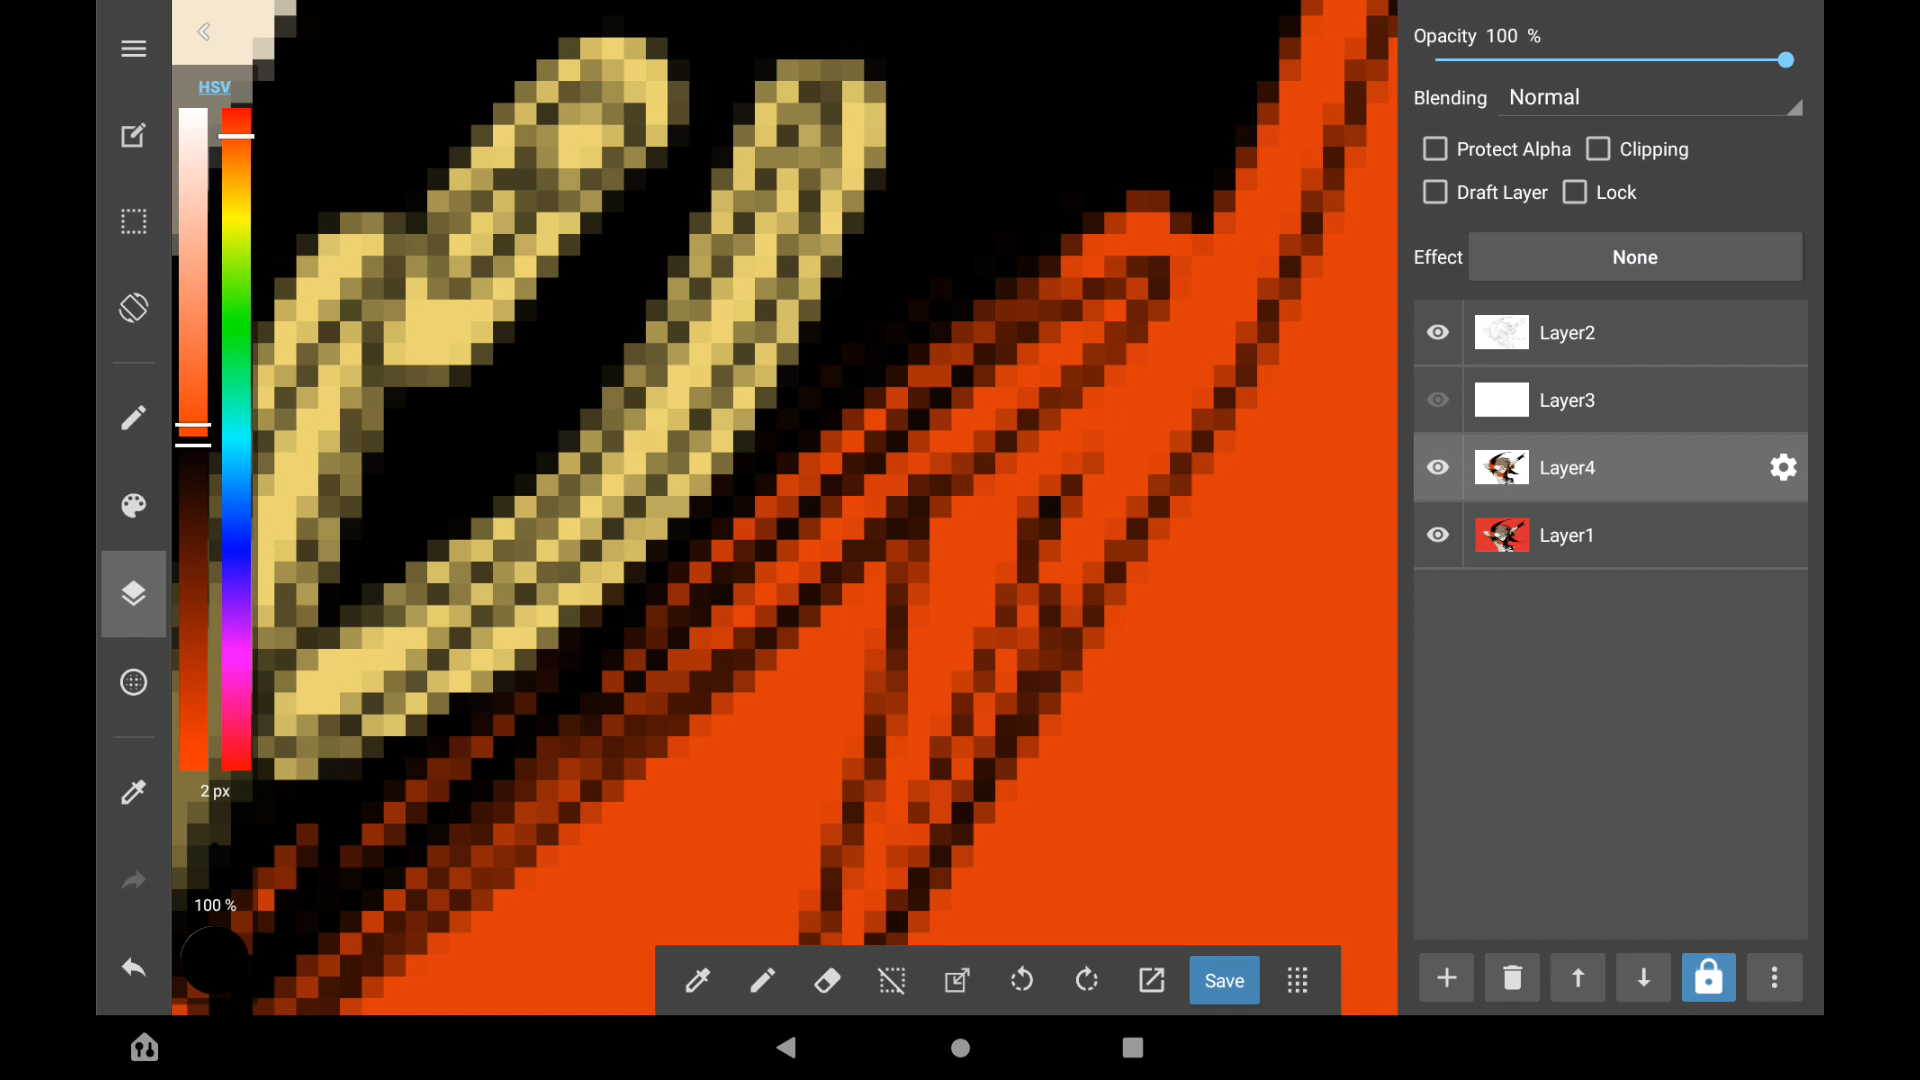 HSV
2 px
100 %
Save
Opacity 100 %
Blending Normal
Protect Alpha Clipping
Draft Layer Lock
Effect None
Layer2
Layer3
Layer4
Layer1